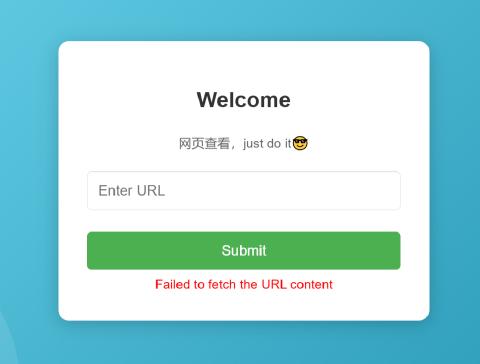 Welcome
网页查看，just do it😎
Enter URL
Submit
Failed to fetch the URL content